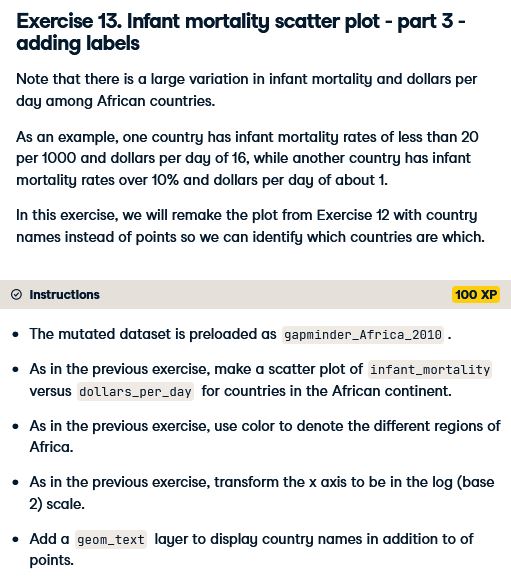 Exercise 13. Infant mortality scatter plot - part 3 -
adding labels
Note that there is a large variation in infant mortality and dollars per
day among African countries.
As an example, one country has infant mortality rates of less than 20
per 1000 and dollars per day of 16, while another country has infant
mortality rates over 10% and dollars per day of about 1.
In this exercise, we will remake the plot from Exercise 12 with country
names instead of points so we can identify which countries are which.
Instructions
100 XP
• The mutated dataset is preloaded as gapminder_Africa_2010 .
• As in the previous exercise, make a scatter plot of infant_mortality
versus dollars_per_day for countries in the African continent.
• As in the previous exercise, use color to denote the different regions of
Africa.
• As in the previous exercise, transform the x axis to be in the log (base
2) scale.
• Add a geom_text layer to display country names in addition to of
points.